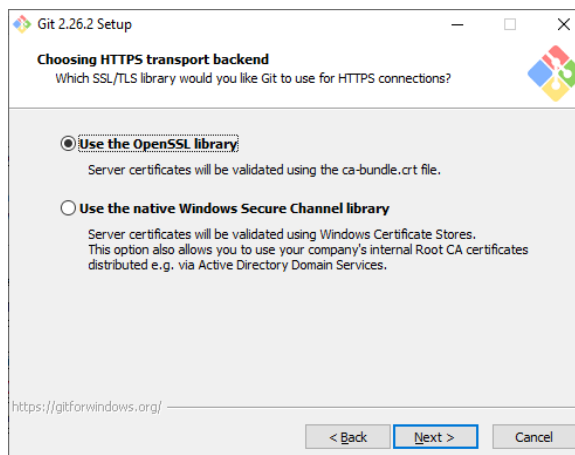 Git 2.26.2 Setup
Choosing HTTPS transport backend
Which SSL/TLS library would you like Git to use for HTTPS connections?
Use the OpenSSL library
Server certificates will be validated using the ca-bundle.crt file.
Use the native Windows Secure Channel library
Server certificates will be validated using Windows Certificate Stores.
This option also allows you to use your company's internal Root CA certificates
distributed e.g. via Active Directory Domain Services.
https://gitforwindows.org/
< Back Next > Cancel